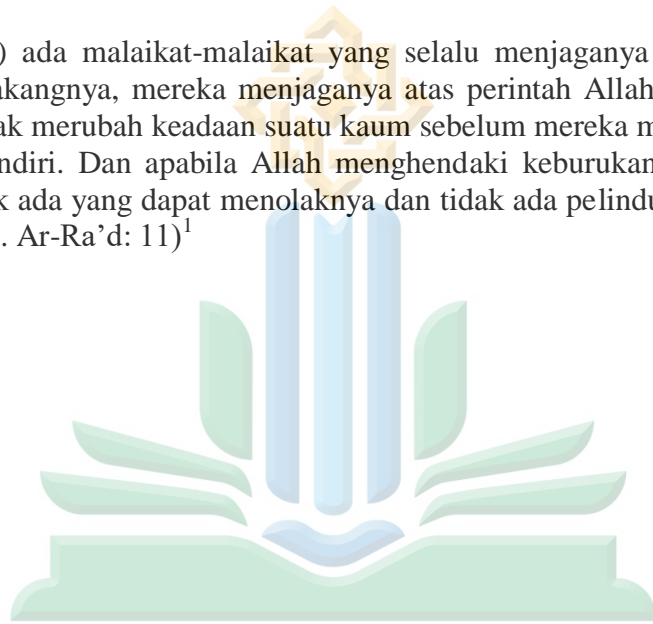 ) ada malaikat-malaikat yang selalu menjaganya
akangnya, mereka menjaganya atas perintah Allah
ak merubah keadaan suatu kaum sebelum mereka m
ndiri. Dan apabila Allah menghendaki keburukan
k ada yang dapat menolaknya dan tidak ada pelindu
. Ar-Ra’d: 11)1